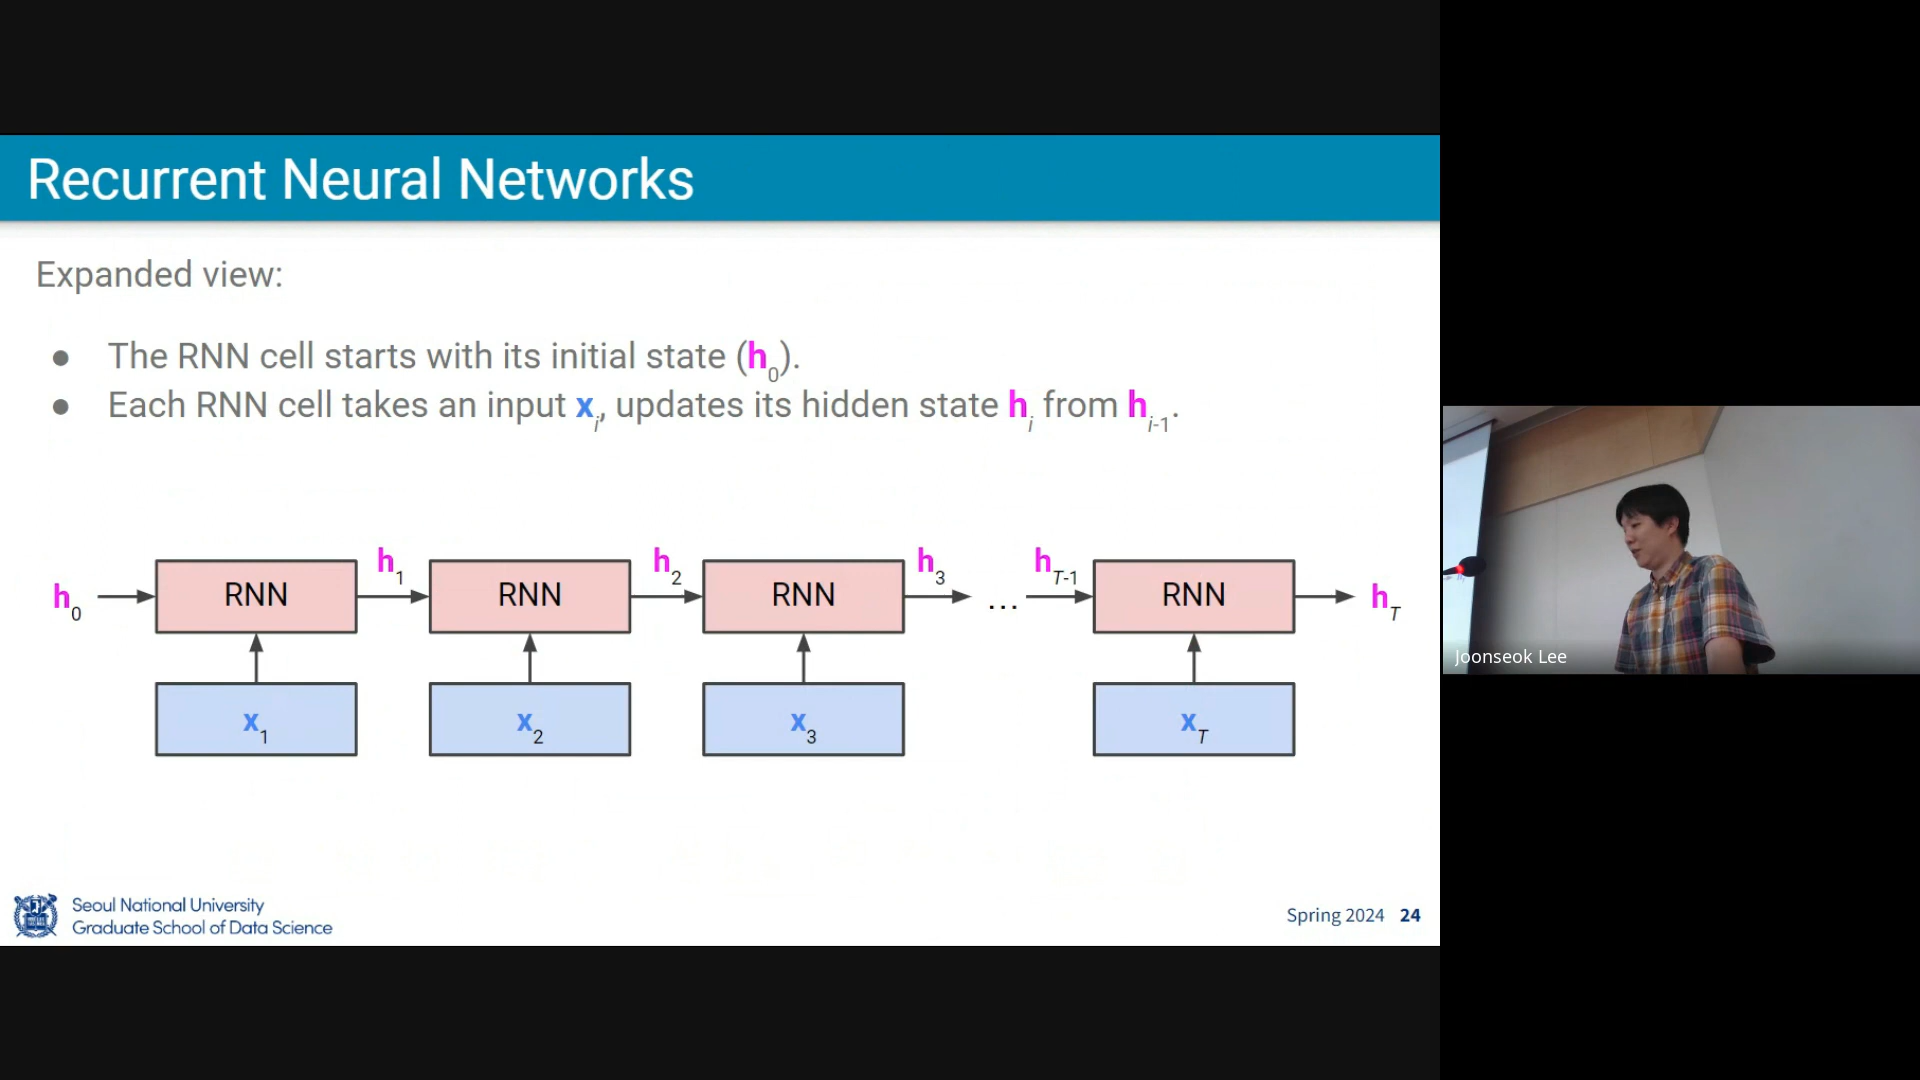 Recurrent Neural Networks
Expanded view:
● The RNN cell starts with its initial state (h0).
● Each RNN cell takes an input xi, updates its hidden state hi from hi-1.
h0 RNN h1 RNN h2 RNN h3 ... hT-1 RNN hT
x1 x2 x3 xT
Seoul National University
Graduate School of Data Science
Spring 2024 24
Joonseok Lee